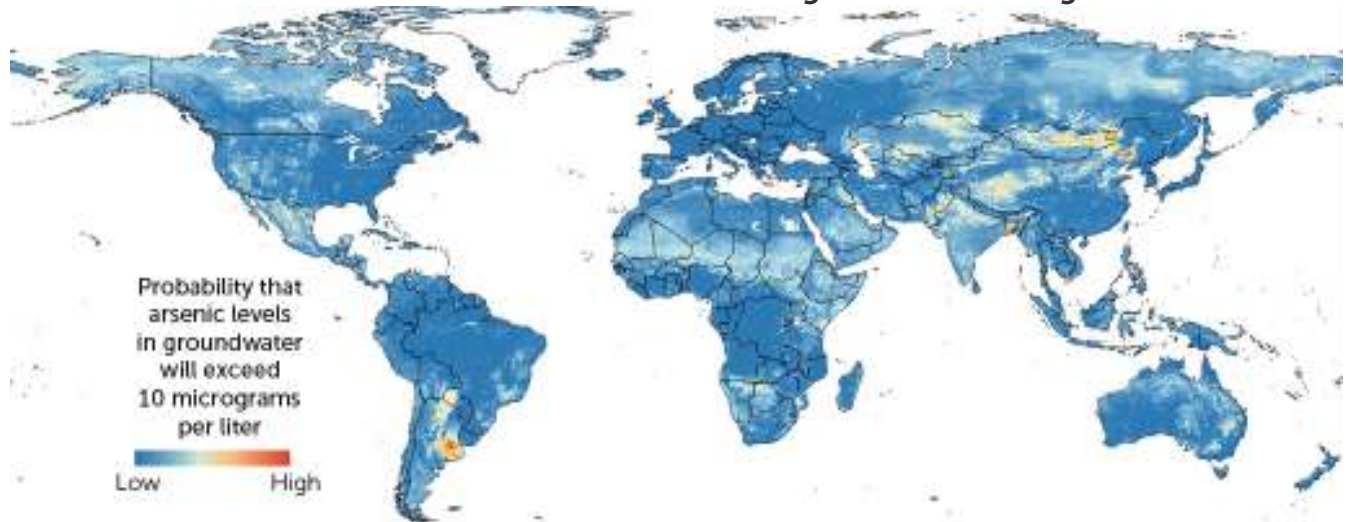 Probability that
arsenic levels
in groundwater
will exceed
10 micrograms
per liter
Low High